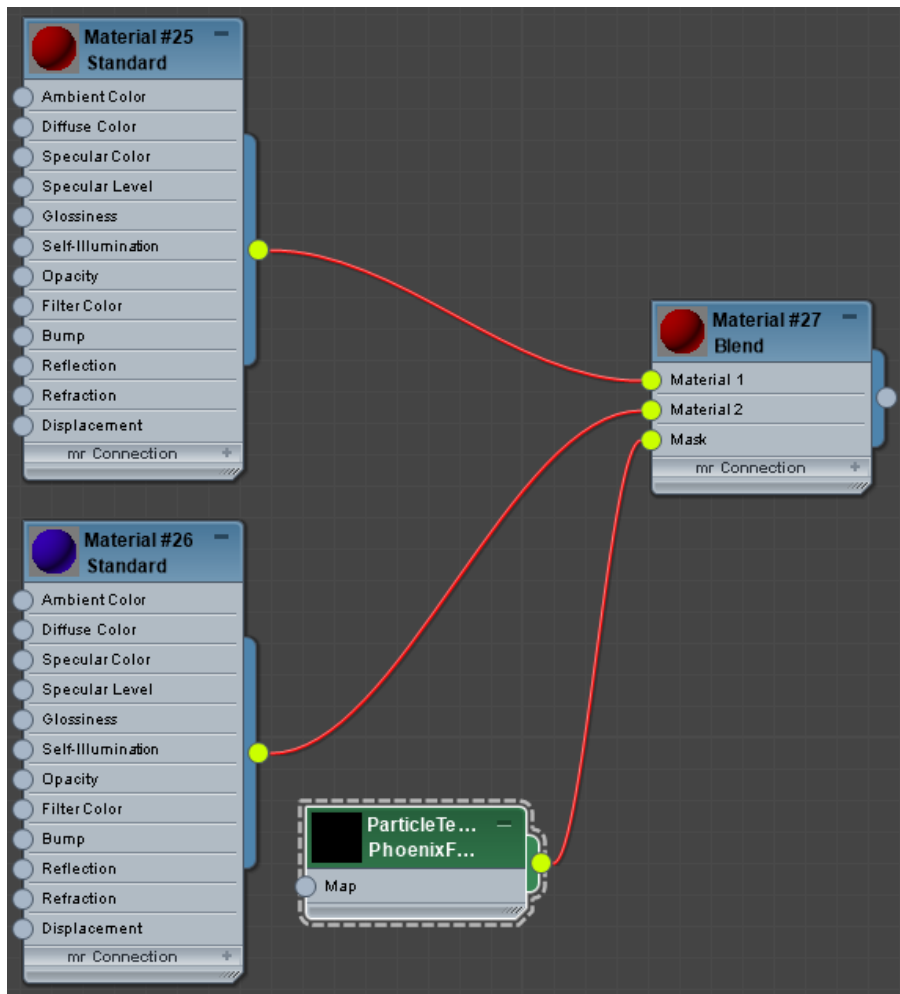 Material #25
Standard
Ambient Color
Diffuse Color
Specular Color
Specular Level
Glossiness
Self-Illumination
Opacity
Filter Color
Bump
Reflection
Refraction
Displacement
mr Connection
Material #27
Blend
Material 1
Material 2
Mask
mr Connection
Material #26
Standard
Ambient Color
Diffuse Color
Specular Color
Specular Level
Glossiness
Self-Illumination
Opacity
Filter Color
Bump
Reflection
Refraction
Displacement
mr Connection
ParticleTe...
PhoenixF...
Map